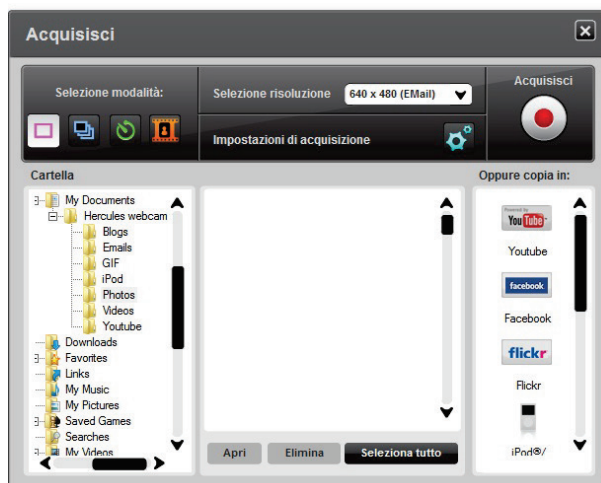 Acquisisci
Selezione modalità:
Selezione risoluzione
640 x 480 (EMail)
Acquisisci
Impostazioni di acquisizione
Cartella
My Documents
Hercules webcam
Blogs
Emails
GIF
iPod
Photos
Videos
Youtube
Downloads
Favorites
Links
My Music
My Pictures
Saved Games
Searches
My Videos
Apri
Elimina
Seleziona tutto
Oppure copia in:
Powered by
YouTube
Youtube
facebook
Facebook
flickr
Flickr
iPod®/